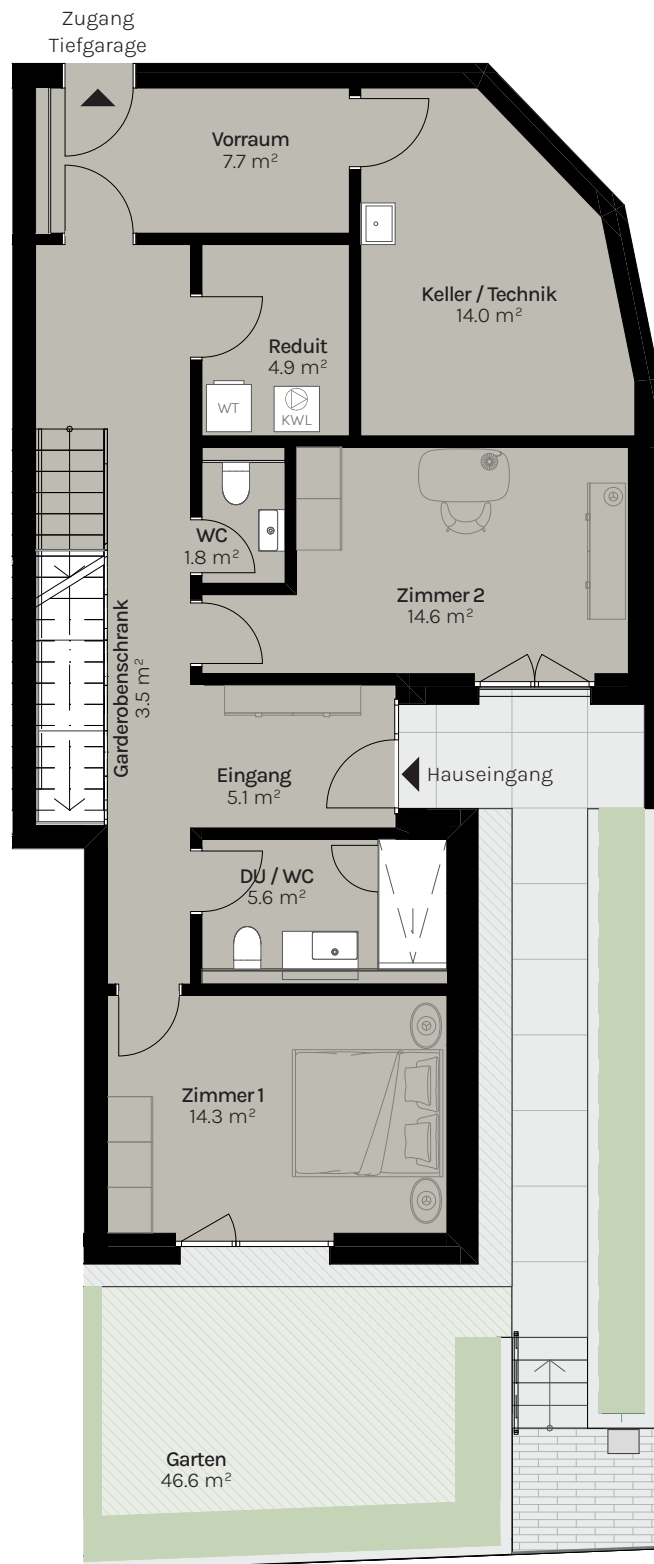 Zugang
Tiefgarage
Vorraum
7.7 m²
Keller / Technik
14.0 m²
Reduit
4.9 m²
WT
KWL
WC
1.8 m²
Zimmer 2
14.6 m²
Garderobenschrank
3.5 m²
Eingang
5.1 m²
Hauseingang
DU / WC
5.6 m²
Zimmer 1
14.3 m²
Garten
46.6 m²